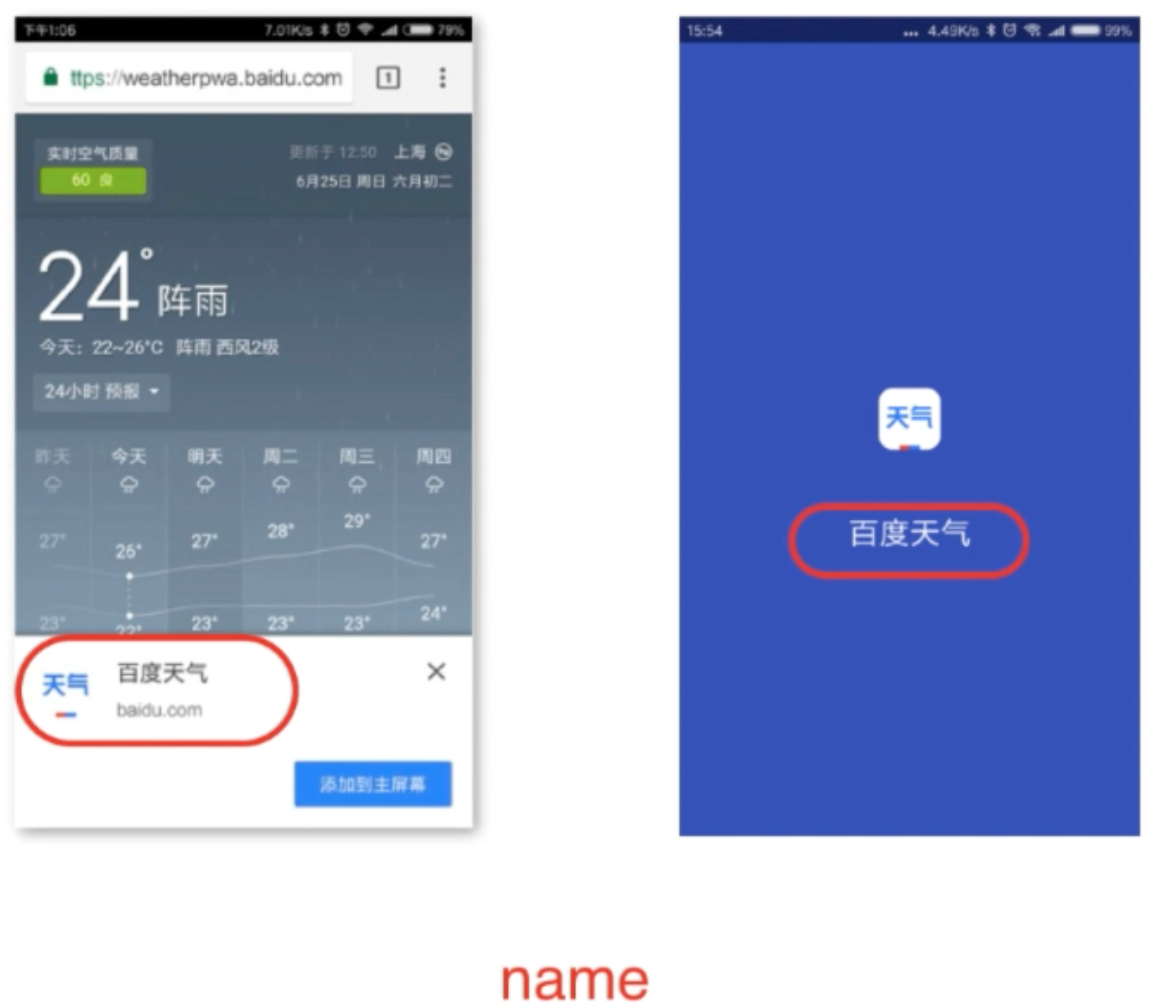 下午1:06 7.01K/s 79%
ttps://weatherpwa.baidu.com 1
实时空气质量 更新于 12:50 上海
60 良 6月25日 周日 六月初二
24° 阵雨
今天：22~26°C 阵雨 西风2级
24小时 预报
昨天 今天 明天 周二 周三 周四
27° 26° 27° 28° 29° 27°
23° 22° 23° 23° 23° 24°
天气 百度天气
baidu.com
添加到主屏幕
15:54 ... 4.49K/s 99%
天气
百度天气
name